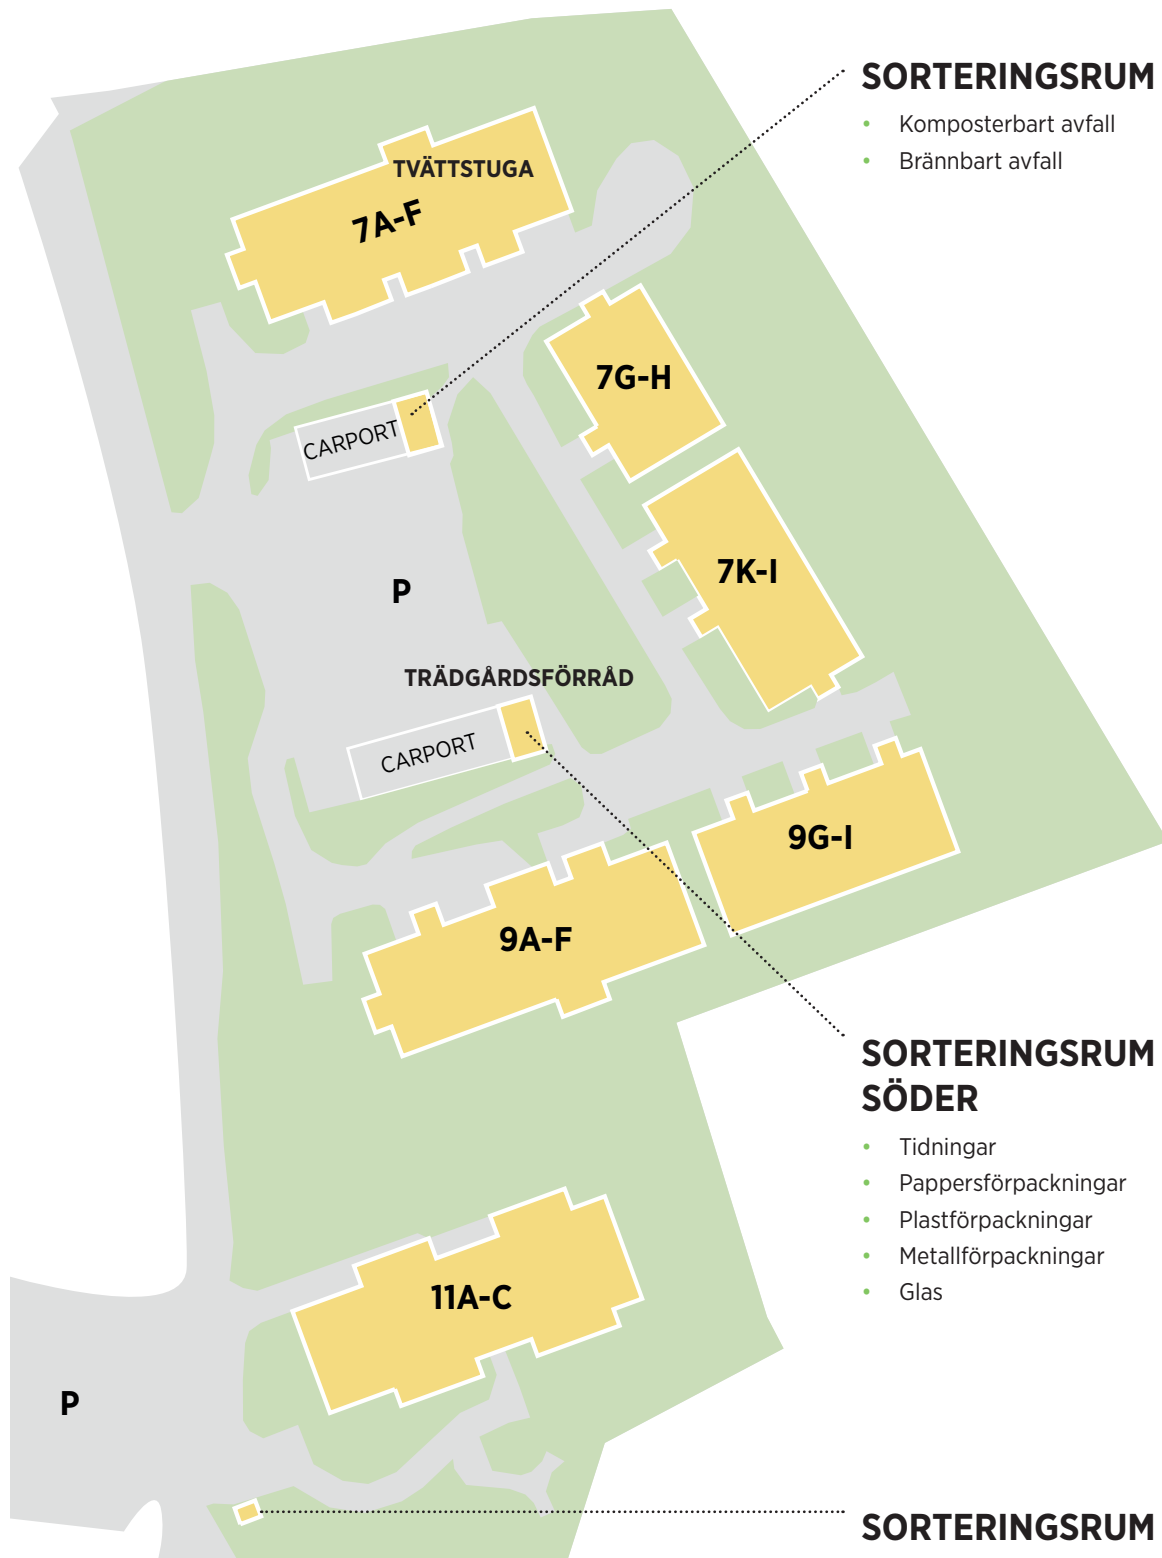 SORTERINGSRUM
• Komposterbart avfall
• Brännbart avfall
TVÄTTSTUGA
7A-F
7G-H
CARPORT
7K-I
P
TRÄDGÅRDSFÖRRÅD
CARPORT
9G-I
9A-F
SORTERINGSRUM
SÖDER
• Tidningar
• Pappersförpackningar
• Plastförpackningar
• Metallförpackningar
• Glas
11A-C
P
SORTERINGSRUM